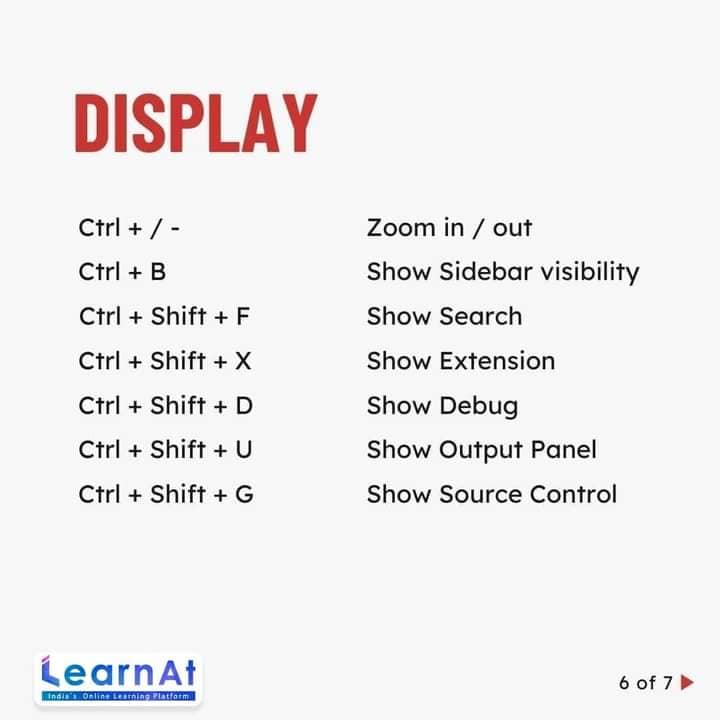 DISPLAY
Ctrl + / - Zoom in / out
Ctrl + B Show Sidebar visibility
Ctrl + Shift + F Show Search
Ctrl + Shift + X Show Extension
Ctrl + Shift + D Show Debug
Ctrl + Shift + U Show Output Panel
Ctrl + Shift + G Show Source Control
LearnAt
India's Online Learning Platform
6 of 7